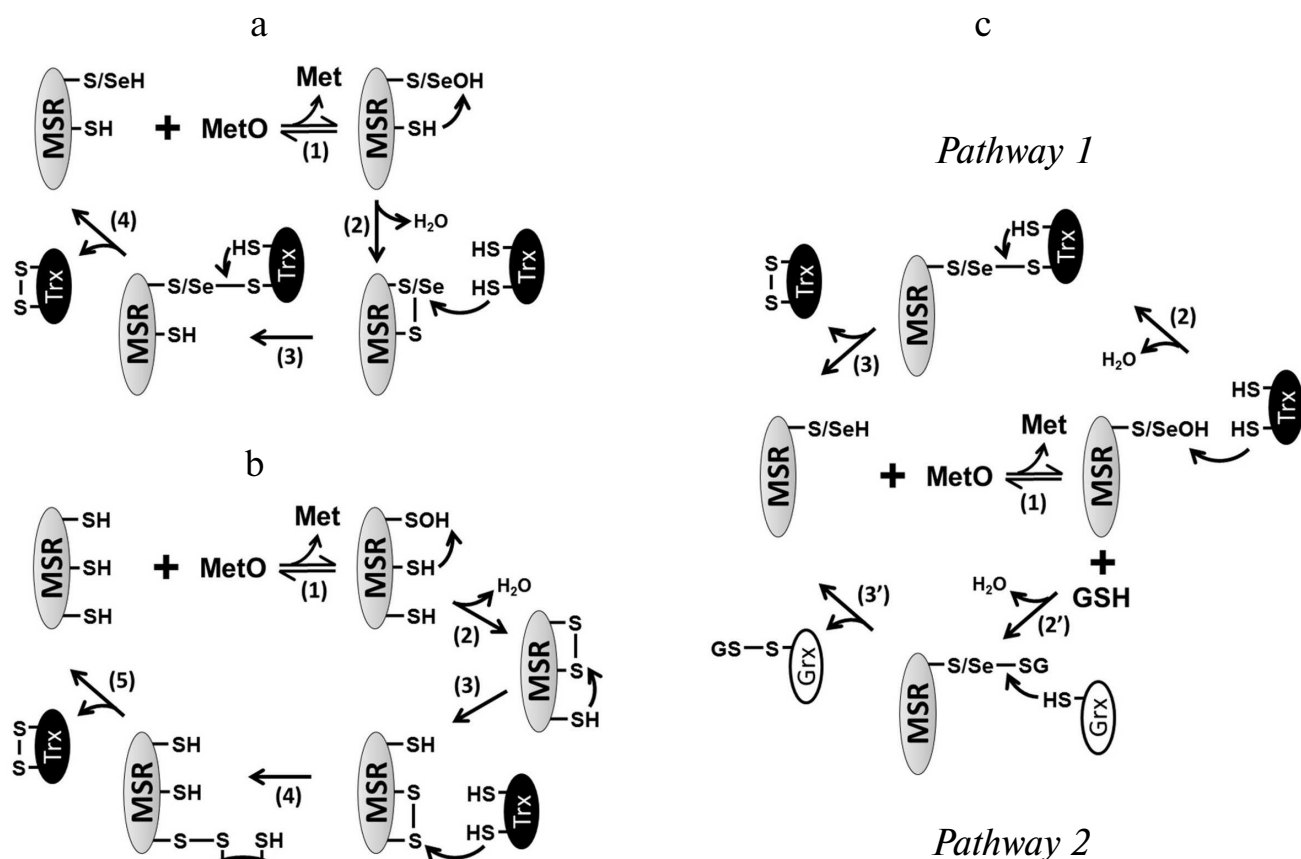 a
S/SeH
MSR
SH
+
MetO
Met
(1)
S/SeOH
MSR
SH
(2)
H2O
HS
HS
Trx
S/Se
S
MSR
(3)
HS
Trx
S/Se
S
MSR
SH
(4)
S
S
Trx
b
SH
MSR
SH
SH
+
MetO
Met
(1)
SOH
MSR
SH
SH
H2O
(2)
S
MSR
S
SH
(3)
SH
MSR
S
S
HS
HS
Trx
(4)
SH
MSR
SH
S
S
SH
(5)
S
S
Trx
c
Pathway 1
HS
Trx
S/Se
S
MSR
(2)
H2O
S
S
Trx
(3)
HS
HS
Trx
S/SeH
MSR
+
MetO
Met
(1)
S/SeOH
MSR
+
GSH
H2O
(2')
(3')
GS
S
Grx
S/Se
SG
MSR
HS
Grx
Pathway 2